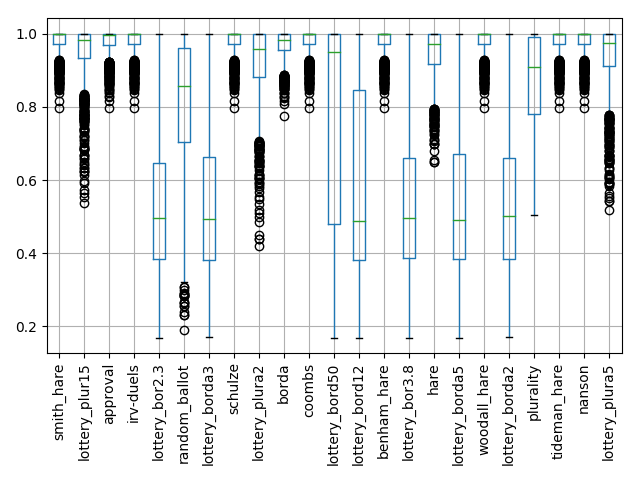 1.0
0.8
0.6
0.4
0.2
smith_hare
lottery_plur15
approval
irv-duels
lottery_bor2.3
random_ballot
lottery_borda3
schulze
lottery_plura2
borda
coombs
lottery_bord50
lottery_bord12
benham_hare
lottery_bor3.8
hare
lottery_borda5
woodall_hare
lottery_borda2
plurality
tideman_hare
nanson
lottery_plura5